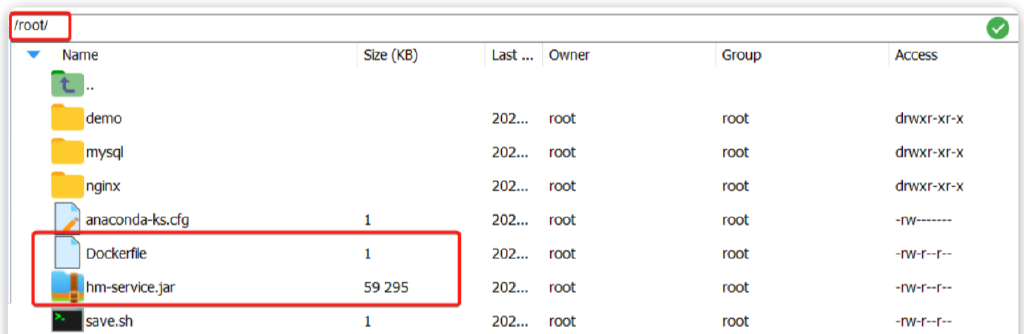 /root/
Name Size (KB) Last ... Owner Group Access
..
demo 202... root root drwxr-xr-x
mysql 202... root root drwxr-xr-x
nginx 202... root root drwxr-xr-x
anaconda-ks.cfg 1 202... root root -rw-------
Dockerfile 1 202... root root -rw-r--r--
hm-service.jar 59 295 202... root root -rw-r--r--
save.sh 1 202... root root -rw-r--r--